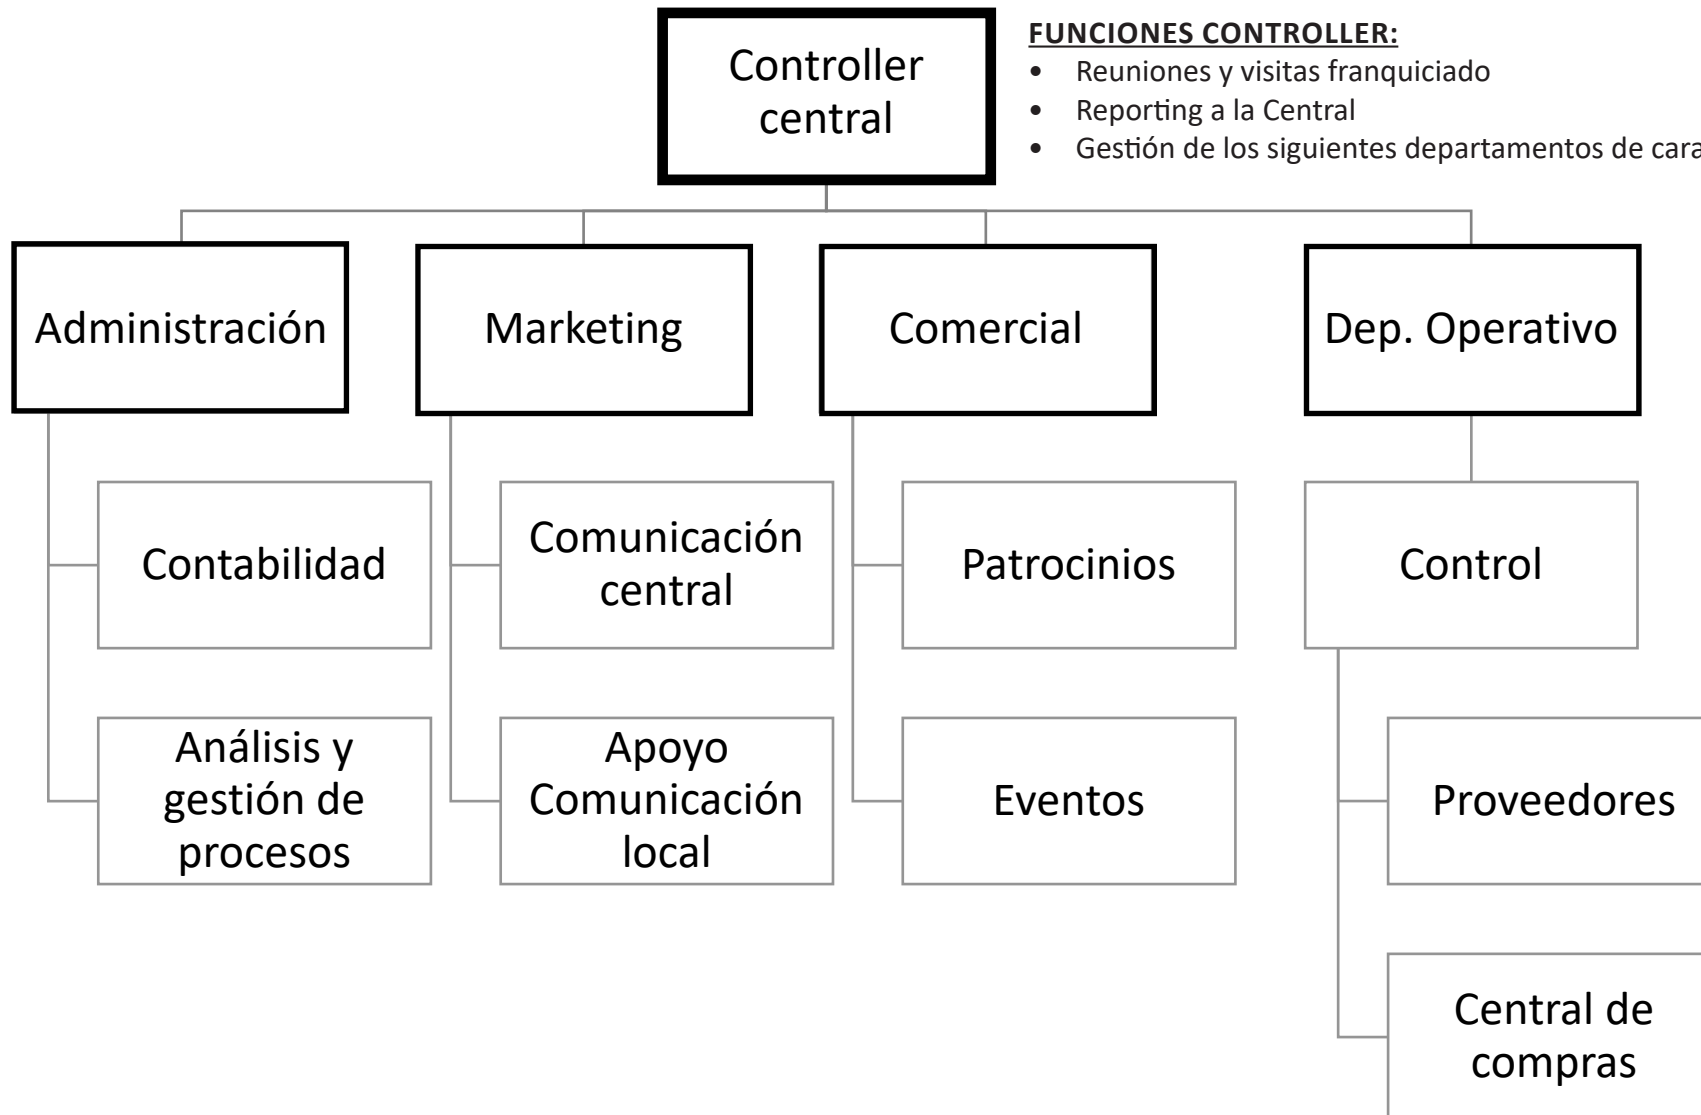 Controller
central
FUNCIONES CONTROLLER:
• Reuniones y visitas franquiciado
• Reporting a la Central
• Gestión de los siguientes departamentos de cara
Administración
Marketing
Comercial
Dep. Operativo
Contabilidad
Comunicación
central
Patrocinios
Control
Análisis y
gestión de
procesos
Apoyo
Comunicación
local
Eventos
Proveedores
Central de
compras